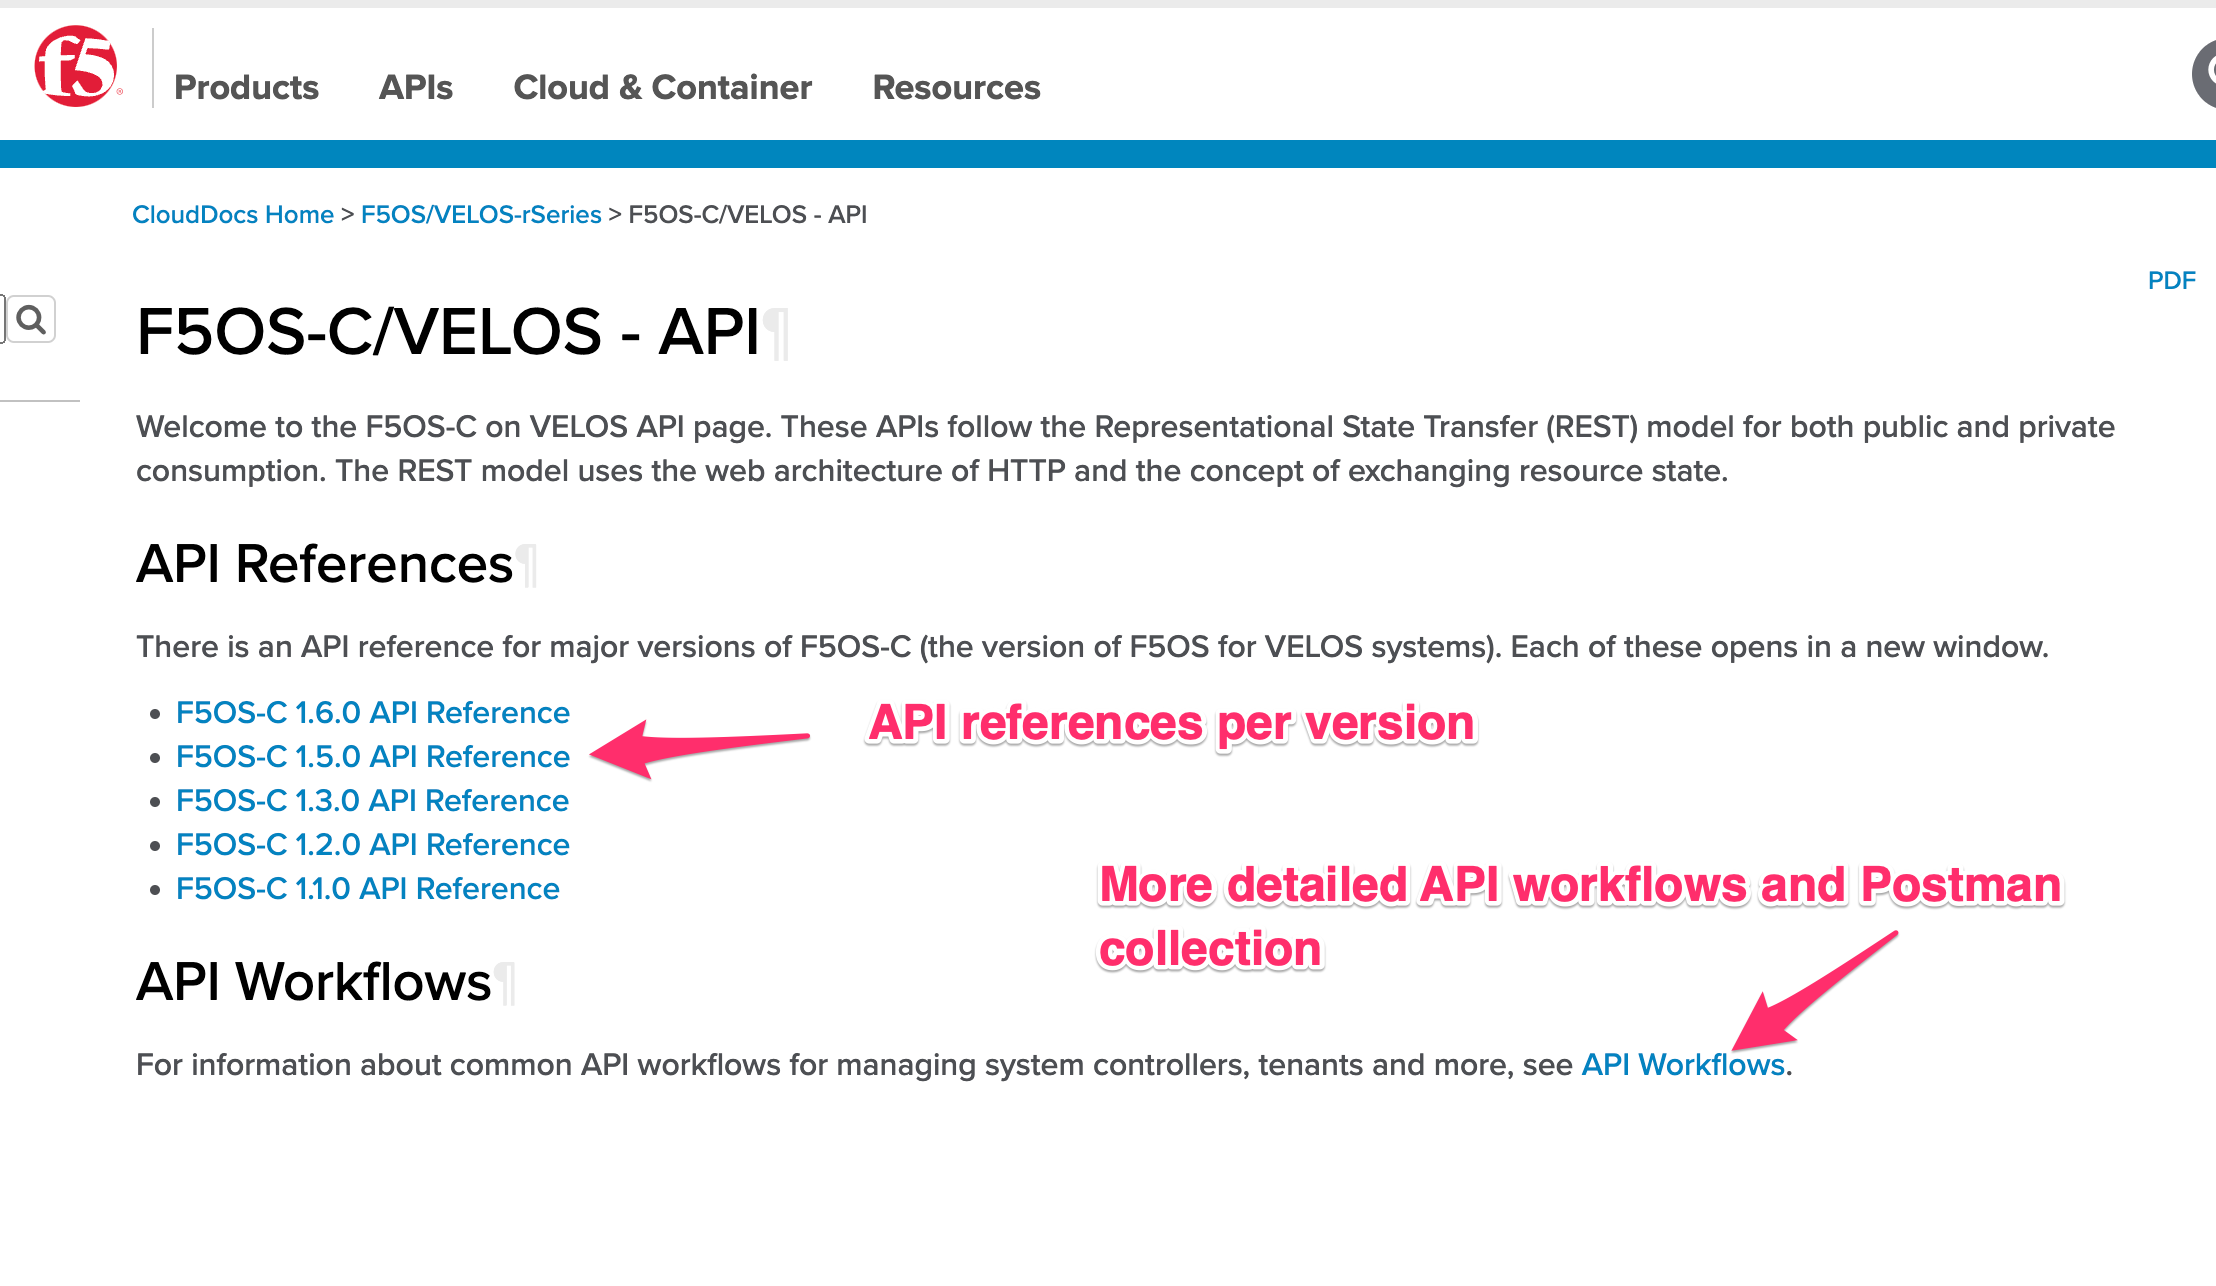 f5
Products APIs Cloud & Container Resources
CloudDocs Home > F5OS/VELOS-rSeries > F5OS-C/VELOS - API
PDF
F5OS-C/VELOS - API¶
Welcome to the F5OS-C on VELOS API page. These APIs follow the Representational State Transfer (REST) model for both public and private
consumption. The REST model uses the web architecture of HTTP and the concept of exchanging resource state.
API References¶
There is an API reference for major versions of F5OS-C (the version of F5OS for VELOS systems). Each of these opens in a new window.
• F5OS-C 1.6.0 API Reference
• F5OS-C 1.5.0 API Reference
• F5OS-C 1.3.0 API Reference
• F5OS-C 1.2.0 API Reference
• F5OS-C 1.1.0 API Reference
API references per version
More detailed API workflows and Postman
collection
API Workflows¶
For information about common API workflows for managing system controllers, tenants and more, see API Workflows.